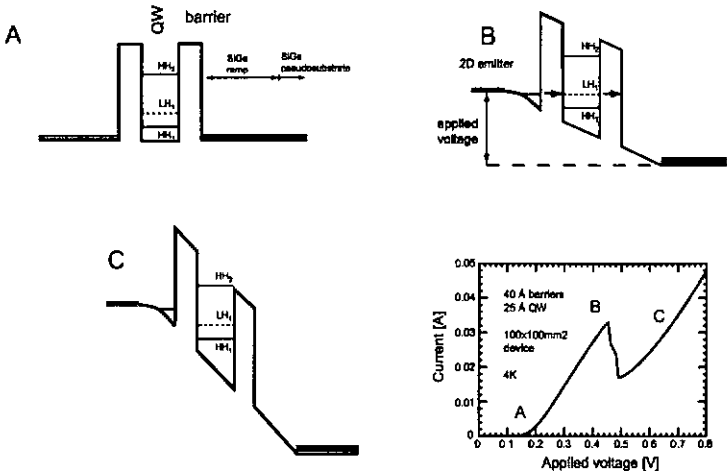 A
QW
barrier
HH2
LH1
HH1
SiGe
ramp
SiGe
pseudosubstrate
B
2D emitter
HH2
LH1
HH1
applied
voltage
C
HH2
LH1
HH1
0.05
0.04
0.03
0.02
0.01
0
Current [A]
40 Å barriers
25 Å QW
100x100mm2
device
4K
A
B
C
0 0.1 0.2 0.3 0.4 0.5 0.6 0.7 0.8
Applied voltage [V]